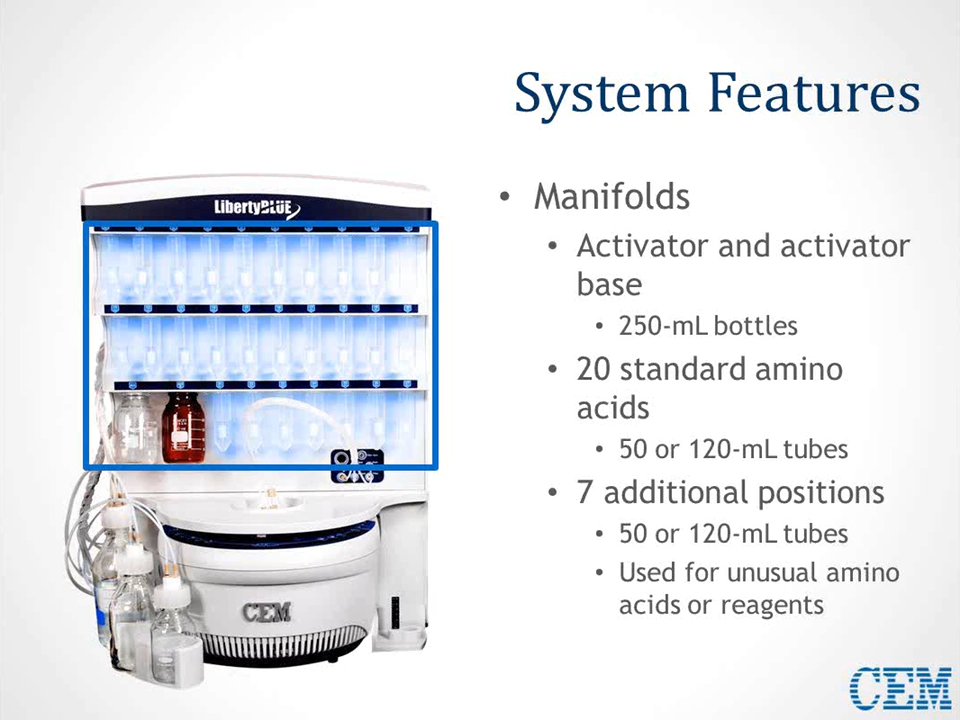 System Features
LibertyBLUE
• Manifolds
• Activator and activator
base
• 250-mL bottles
• 20 standard amino
acids
• 50 or 120-mL tubes
• 7 additional positions
• 50 or 120-mL tubes
• Used for unusual amino
acids or reagents
CEM
CEM